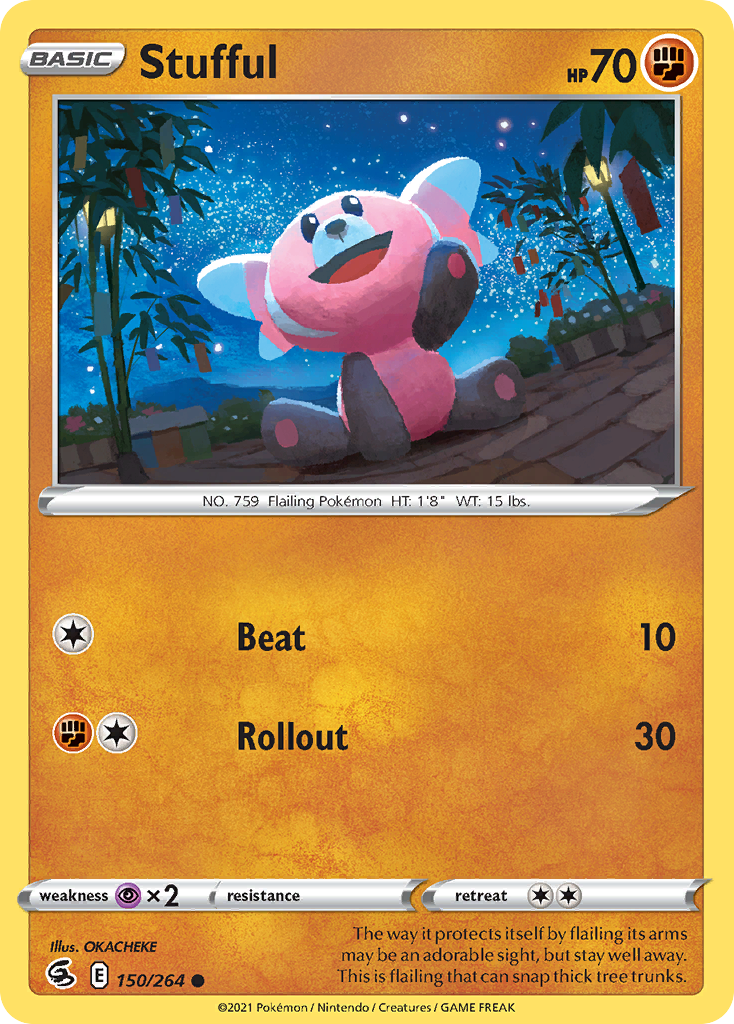 BASIC Stufful HP 70
NO. 759 Flailing Pokémon HT: 1'8" WT: 15 lbs.
Beat 10
Rollout 30
weakness ×2 resistance retreat
Illus. OKACHEKE
The way it protects itself by flailing its arms
may be an adorable sight, but stay well away.
This is flailing that can snap thick tree trunks.
E 150/264
©2021 Pokémon / Nintendo / Creatures / GAME FREAK